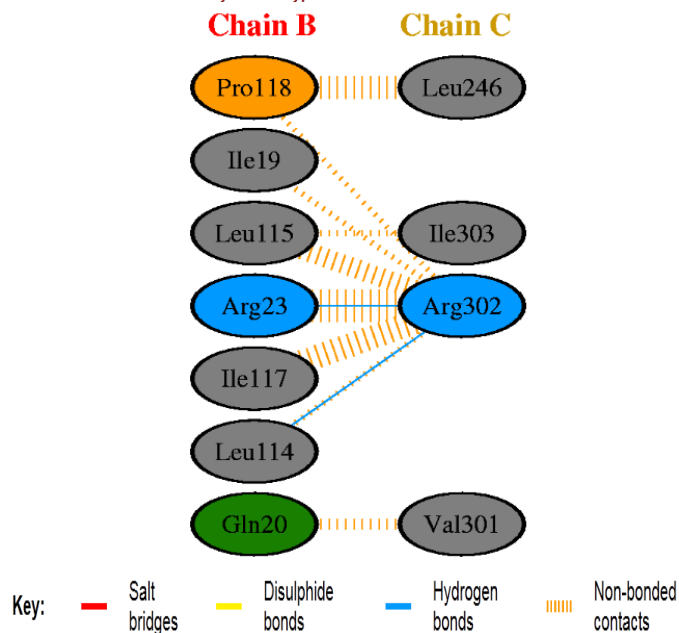 Chain B Chain C
Pro118 Leu246
Ile19
Leu115 Ile303
Arg23 Arg302
Ile117
Leu114
Gln20 Val301
Key: Salt bridges Disulphide bonds Hydrogen bonds Non-bonded contacts